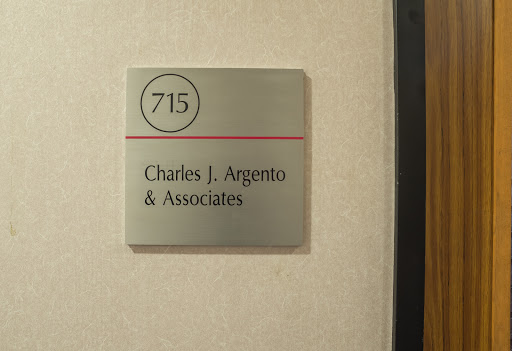 715
Charles J. Argento
& Associates